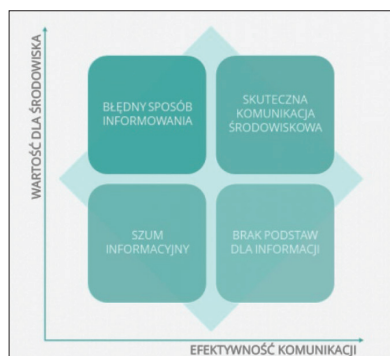 WARTOŚĆ DLA ŚRODOWISKA
BŁĘDNY SPOSÓB
INFORMOWANIA
SKUTECZNA
KOMUNIKACJA
ŚRODOWISKOWA
SZUM
INFORMACYJNY
BRAK PODSTAW
DLA INFORMACJI
EFEKTYWNOŚĆ KOMUNIKACJI